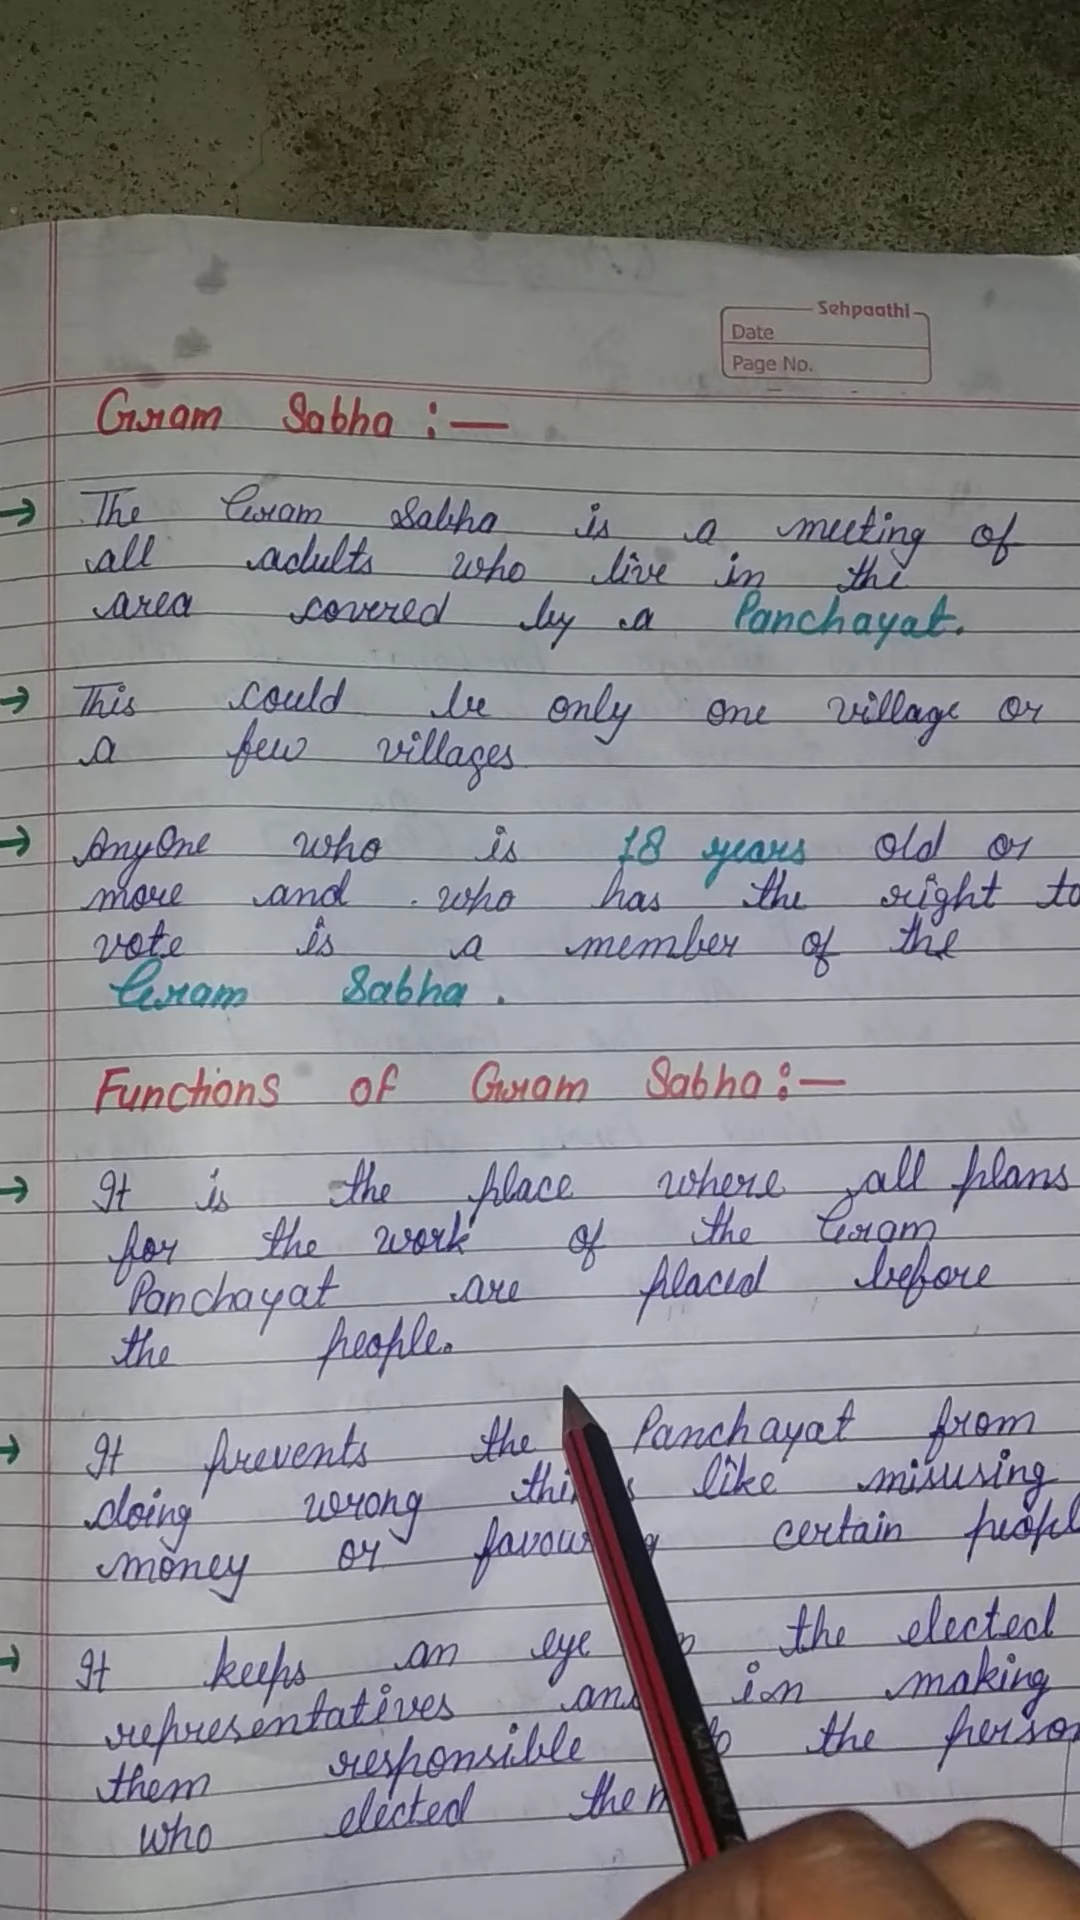 Sehpaathi
Date
Page No.
Gram Sabha :—
→ The Gram Sabha is a meeting of
all adults who live in the
area covered by a Panchayat.
→ This could be only one village or
a few villages
→ AnyOne who is 18 years old or
more and who has the right to
vote is a member of the
Gram Sabha.
Functions of Gram Sabha :—
→ It is the place where all plans
for the work of the Gram
Panchayat are placed before
the people.
→ It prevents the Panchayat from
doing wrong like misusing
money or certain
→ It keeps an eye the elected
representatives in making
them responsible the
who elected